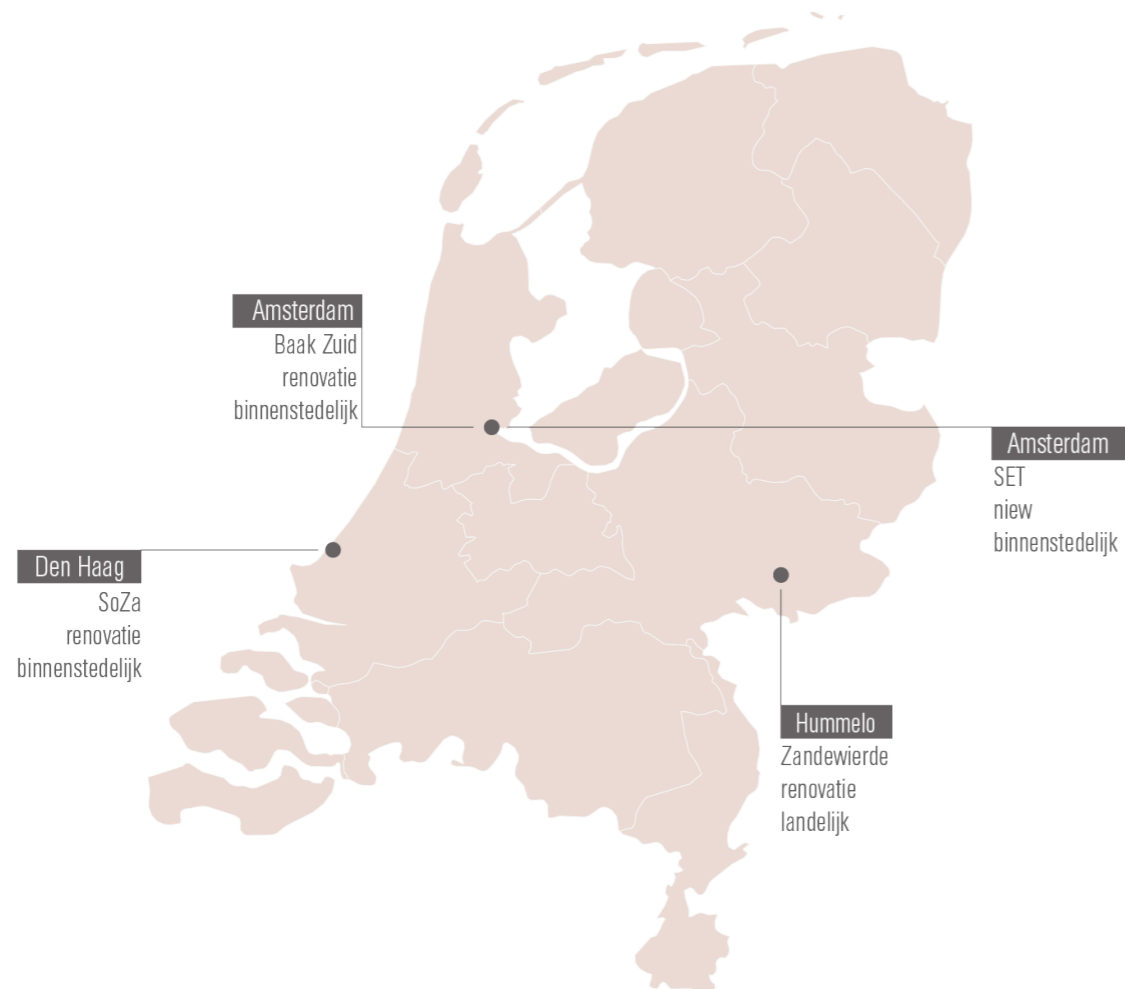 Amsterdam
Baak Zuid
renovatie
binnenstedelijk
Amsterdam
SET
niew
binnenstedelijk
Den Haag
SoZa
renovatie
binnenstedelijk
Hummelo
Zandewierde
renovatie
landelijk